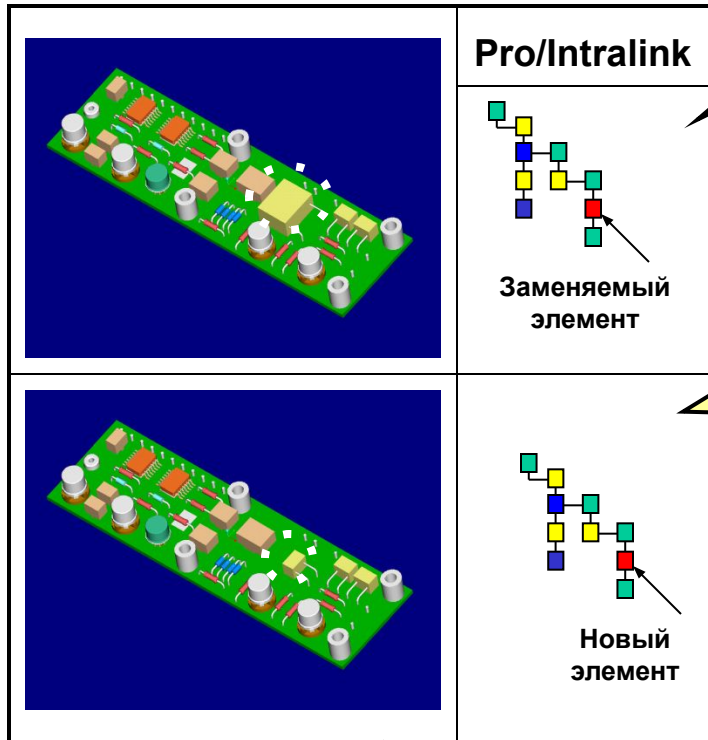 Pro/Intralink
Заменяемый
элемент
Новый
элемент